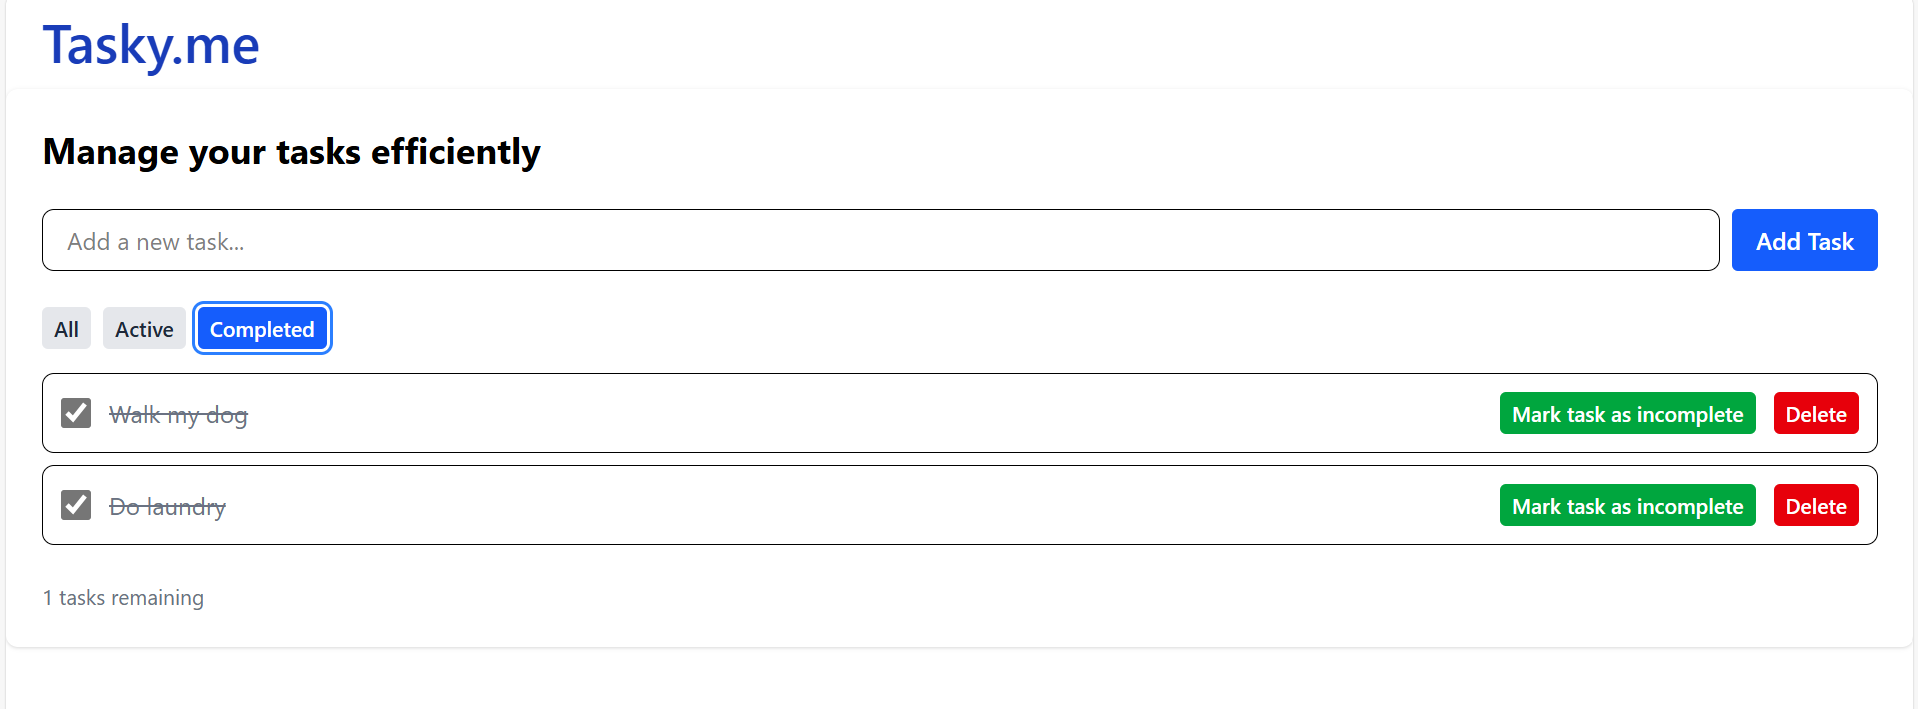 Tasky.me
Manage your tasks efficiently
Add a new task...
Add Task
All
Active
Completed
Walk my dog
Mark task as incomplete
Delete
Do laundry
Mark task as incomplete
Delete
1 tasks remaining